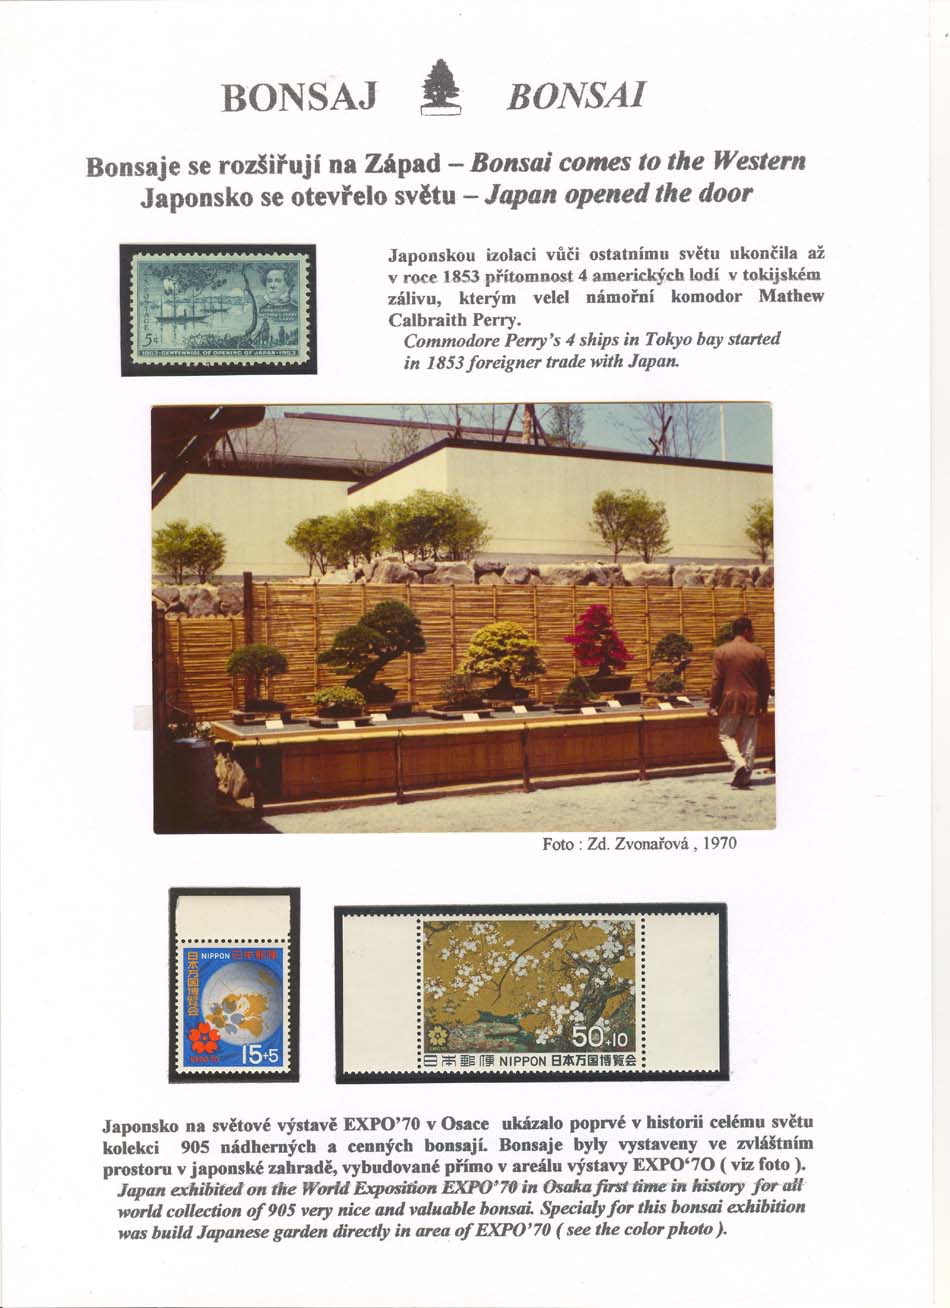 BONSAJ BONSAI
Bonsaje se rozšiřují na Západ – Bonsai comes to the Western
Japonsko se otevřelo světu – Japan opened the door
Japonskou izolaci vůči ostatnímu světu ukončila až
v roce 1853 přítomnost 4 amerických lodí v tokijském
zálivu, kterým velel námořní komodor Mathew
Calbraith Perry.
Commodore Perry's 4 ships in Tokyo bay started
in 1853 foreigner trade with Japan.
5¢
1853·CENTENNIAL OF OPENING OF JAPAN·1953
Foto : Zd. Zvonařová , 1970
NIPPON 日本郵便
日本万国博覧会
EXPO'70
15+5
50+10
EXPO'70
日本郵便 NIPPON 日本万国博覧会
Japonsko na světové výstavě EXPO'70 v Osace ukázalo poprvé v historii celému světu
kolekci 905 nádherných a cenných bonsají. Bonsaje byly vystaveny ve zvláštním
prostoru v japonské zahradě, vybudované přímo v areálu výstavy EXPO'7O ( viz foto ).
Japan exhibited on the World Exposition EXPO'70 in Osaka first time in history for all
world collection of 905 very nice and valuable bonsai. Specialy for this bonsai exhibition
was build Japanese garden directly in area of EXPO'70 ( see the color photo ).